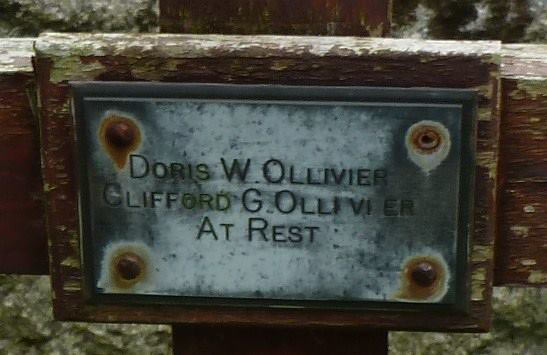 Doris W. Ollivier
Clifford G. Ollivier
At Rest